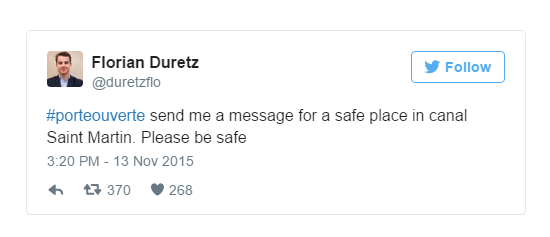 Florian Duretz
@duretzflo
Follow
#porteouverte send me a message for a safe place in canal
Saint Martin. Please be safe
3:20 PM - 13 Nov 2015
370 268